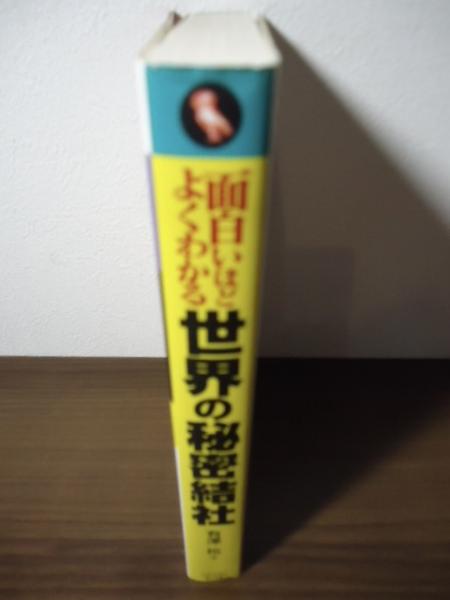 面白いほど
よくわかる
世界の秘密結社